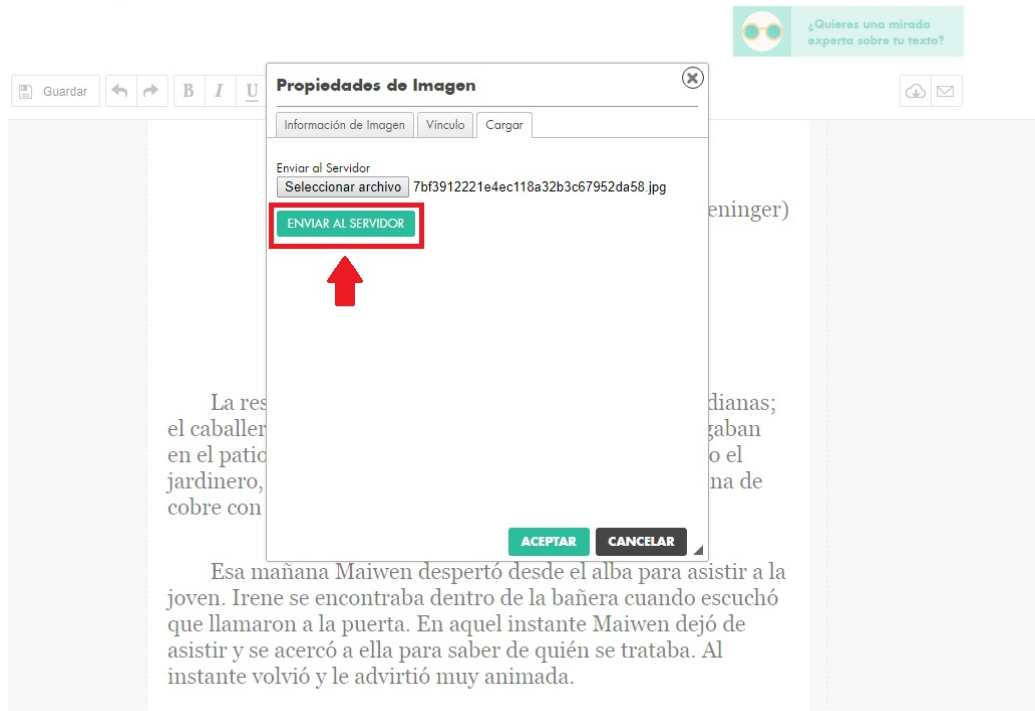 ¿Quieres una mirada
experta sobre tu texto?
Guardar
B I U
Propiedades de Imagen
Información de Imagen Vínculo Cargar
Enviar al Servidor
Seleccionar archivo 7bf3912221e4ec118a32b3c67952da58.jpg
ENVIAR AL SERVIDOR
eninger)
La res dianas;
el caballer gaban
en el patio o el
jardinero, na de
cobre con
ACEPTAR CANCELAR
Esa mañana Maiwen despertó desde el alba para asistir a la
joven. Irene se encontraba dentro de la bañera cuando escuchó
que llamaron a la puerta. En aquel instante Maiwen dejó de
asistir y se acercó a ella para saber de quién se trataba. Al
instante volvió y le advirtió muy animada.